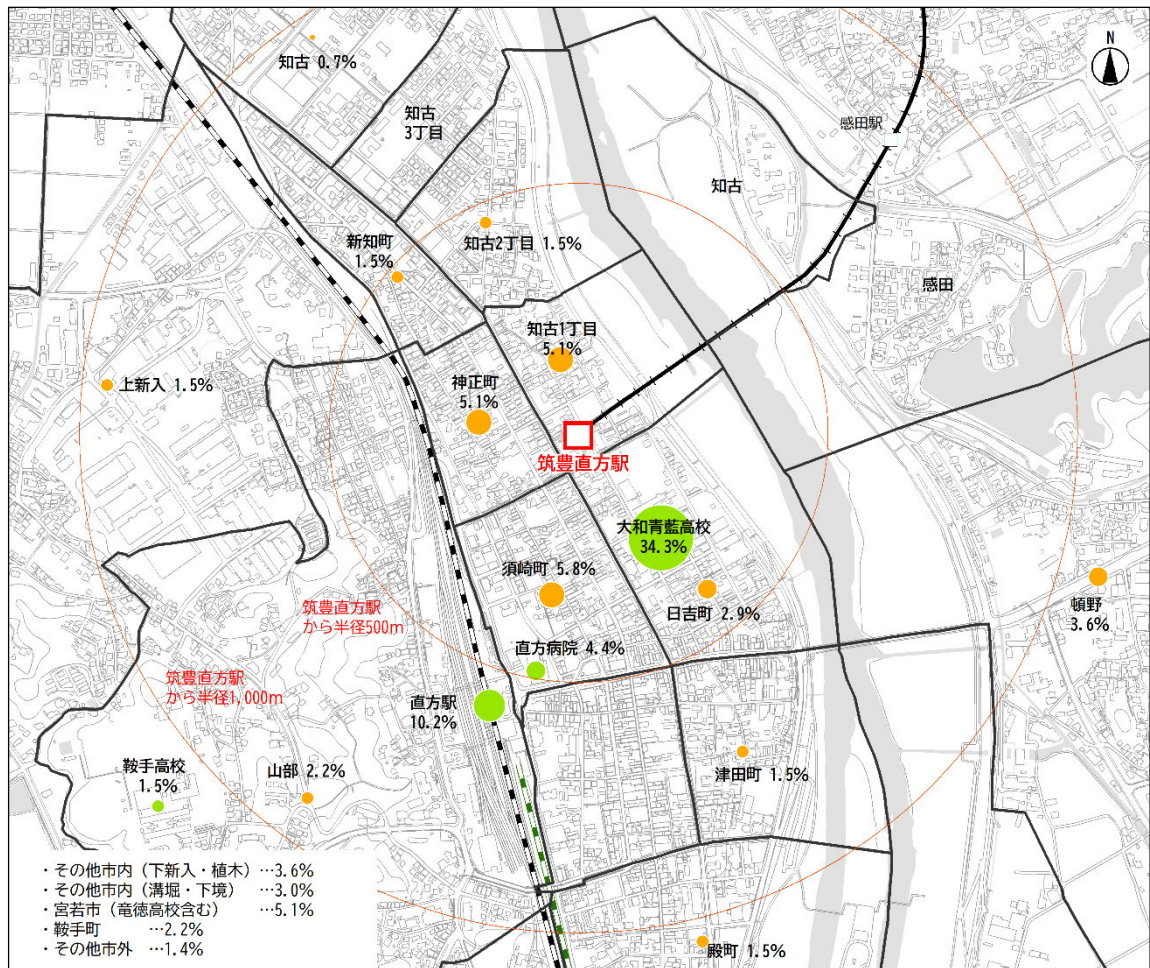 N
知古 0.7%
知古
3丁目
感田駅
知古
新知町
1.5%
知古2丁目 1.5%
感田
知古1丁目
5.1%
上新入 1.5%
神正町
5.1%
筑豊直方駅
大和青藍高校
34.3%
須崎町 5.8%
日吉町 2.9%
頓野
3.6%
筑豊直方駅
から半径500m
直方病院 4.4%
筑豊直方駅
から半径1,000m
直方駅
10.2%
鞍手高校
1.5%
山部 2.2%
津田町 1.5%
・その他市内（下新入・植木）…3.6%
・その他市内（溝堀・下境）…3.0%
・宮若市（竜徳高校含む） …5.1%
・鞍手町 …2.2%
・その他市外 …1.4%
殿町 1.5%